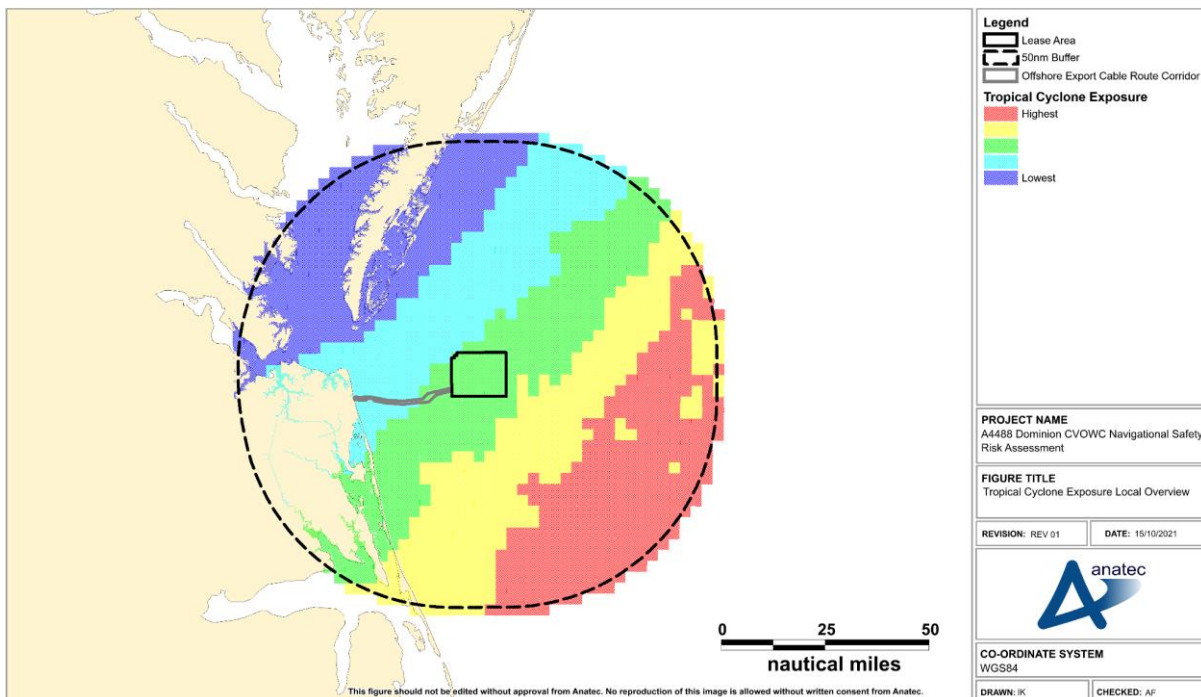 Legend
Lease Area
50nm Buffer
Offshore Export Cable Route Corridor
Tropical Cyclone Exposure
Highest
Lowest
PROJECT NAME
A4488 Dominion CVOWC Navigational Safety
Risk Assessment
FIGURE TITLE
Tropical Cyclone Exposure Local Overview
REVISION: REV 01
DATE: 15/10/2021
anatec
CO-ORDINATE SYSTEM
WGS84
DRAWN: IK
CHECKED: AF
0 25 50
nautical miles
This figure should not be edited without approval from Anatec. No reproduction of this image is allowed without written consent from Anatec.